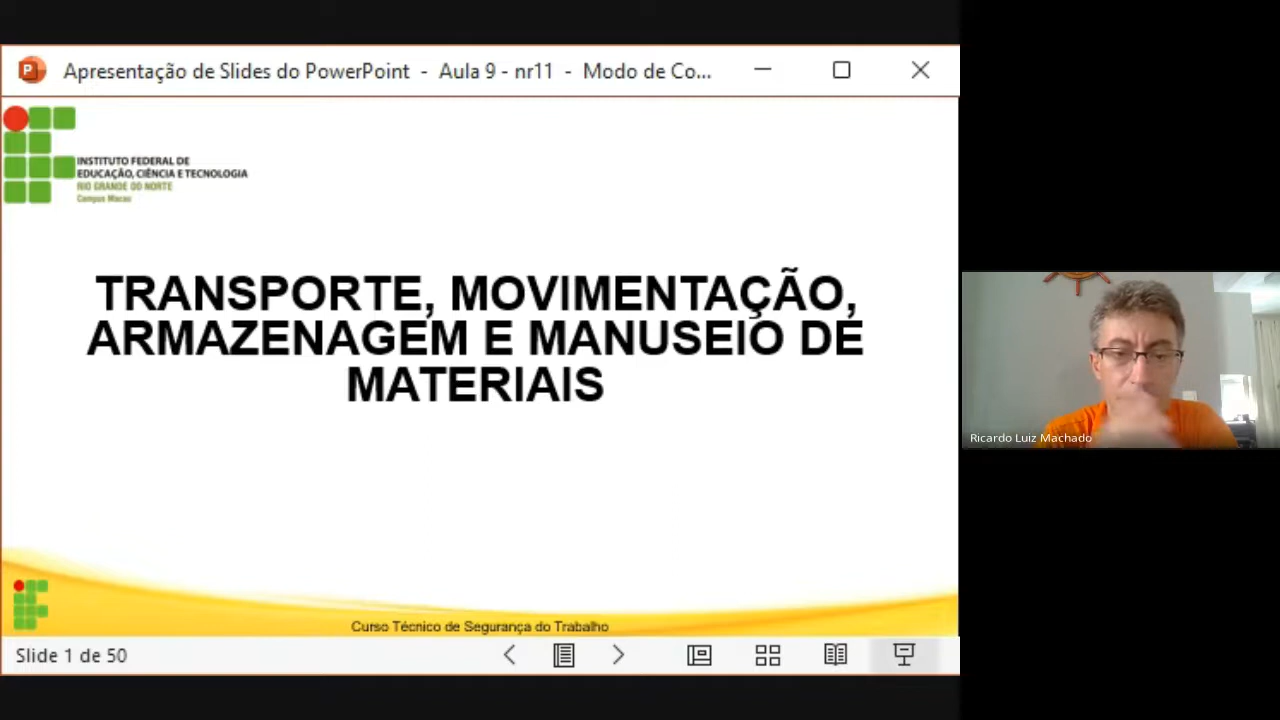 Apresentação de Slides do PowerPoint - Aula 9 - nr11 - Modo de Co...
INSTITUTO FEDERAL DE
EDUCAÇÃO, CIÊNCIA E TECNOLOGIA
RIO GRANDE DO NORTE
Campus Macau
TRANSPORTE, MOVIMENTAÇÃO,
ARMAZENAGEM E MANUSEIO DE
MATERIAIS
Ricardo Luiz Machado
Curso Técnico de Segurança do Trabalho
Slide 1 de 50